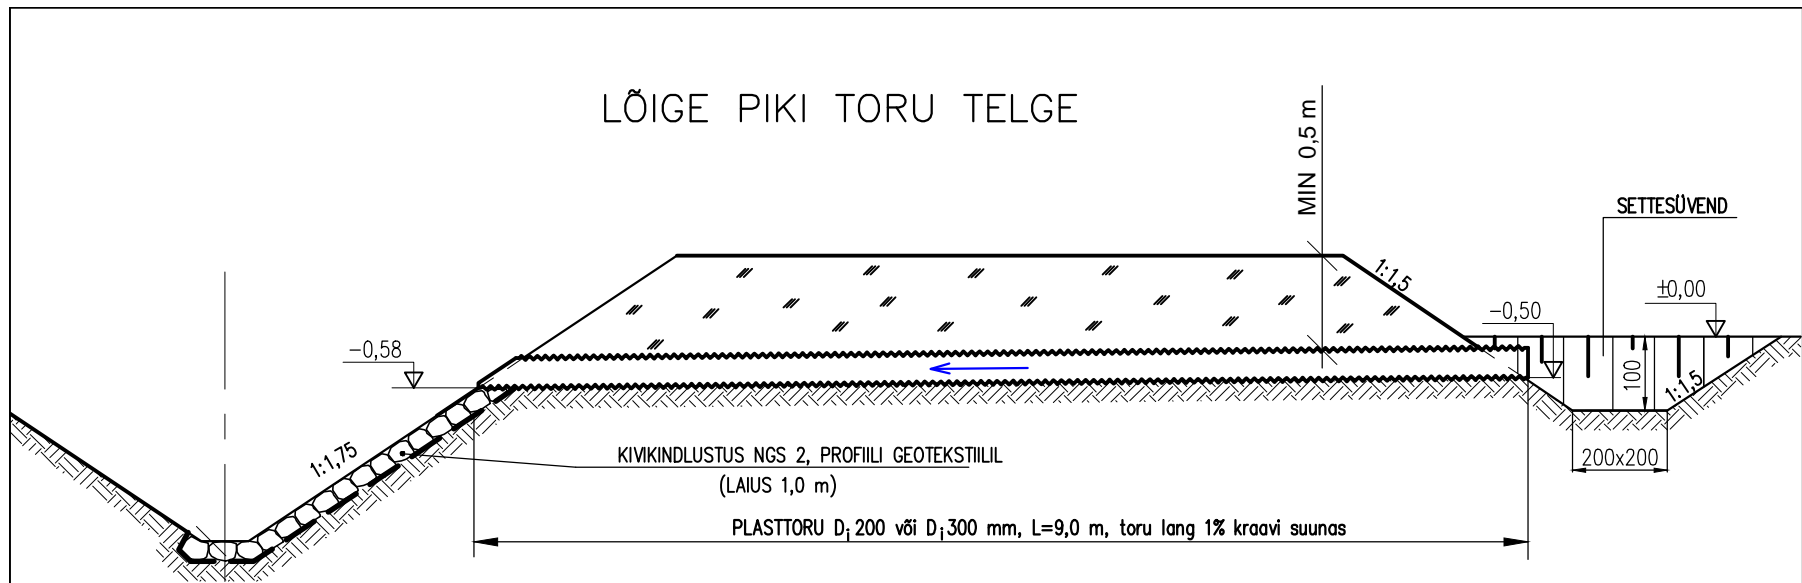 LÕIGE PIKI TORU TELGE
MIN 0,5 m
SETTESÜVEND
1:1,5
±0,00
-0,50
-0,58
100
1:1,5
1:1,75
KIVIKINDLUSTUS NGS 2, PROFIILI GEOTEKSTIILIL
(LAIUS 1,0 m)
200x200
PLASTTORU Di 200 või Di 300 mm, L=9,0 m, toru lang 1% kraavi suunas